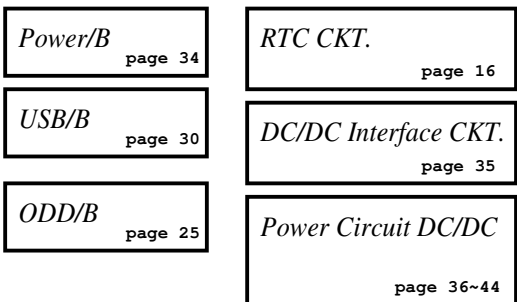 Power/B
page 34
USB/B
page 30
ODD/B
page 25
RTC CKT.
page 16
DC/DC Interface CKT.
page 35
Power Circuit DC/DC
page 36~44